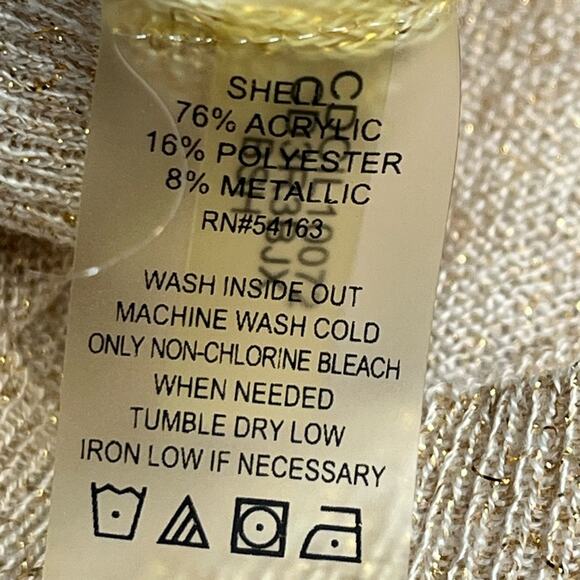 SHELL
76% ACRYLIC
16% POLYESTER
8% METALLIC
RN#54163
WASH INSIDE OUT
MACHINE WASH COLD
ONLY NON-CHLORINE BLEACH
WHEN NEEDED
TUMBLE DRY LOW
IRON LOW IF NECESSARY